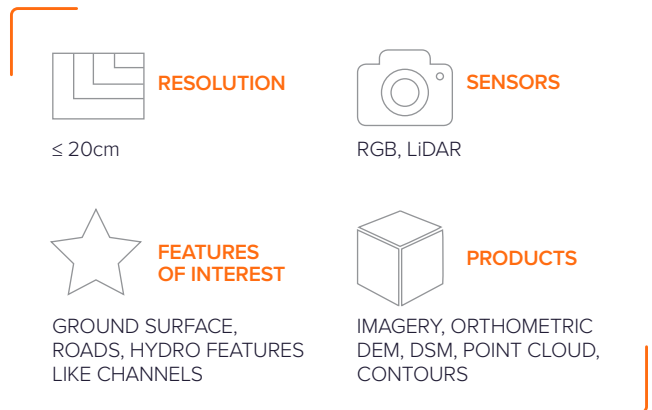 RESOLUTION
≤ 20cm
SENSORS
RGB, LiDAR
FEATURES
OF INTEREST
GROUND SURFACE,
ROADS, HYDRO FEATURES
LIKE CHANNELS
PRODUCTS
IMAGERY, ORTHOMETRIC
DEM, DSM, POINT CLOUD,
CONTOURS